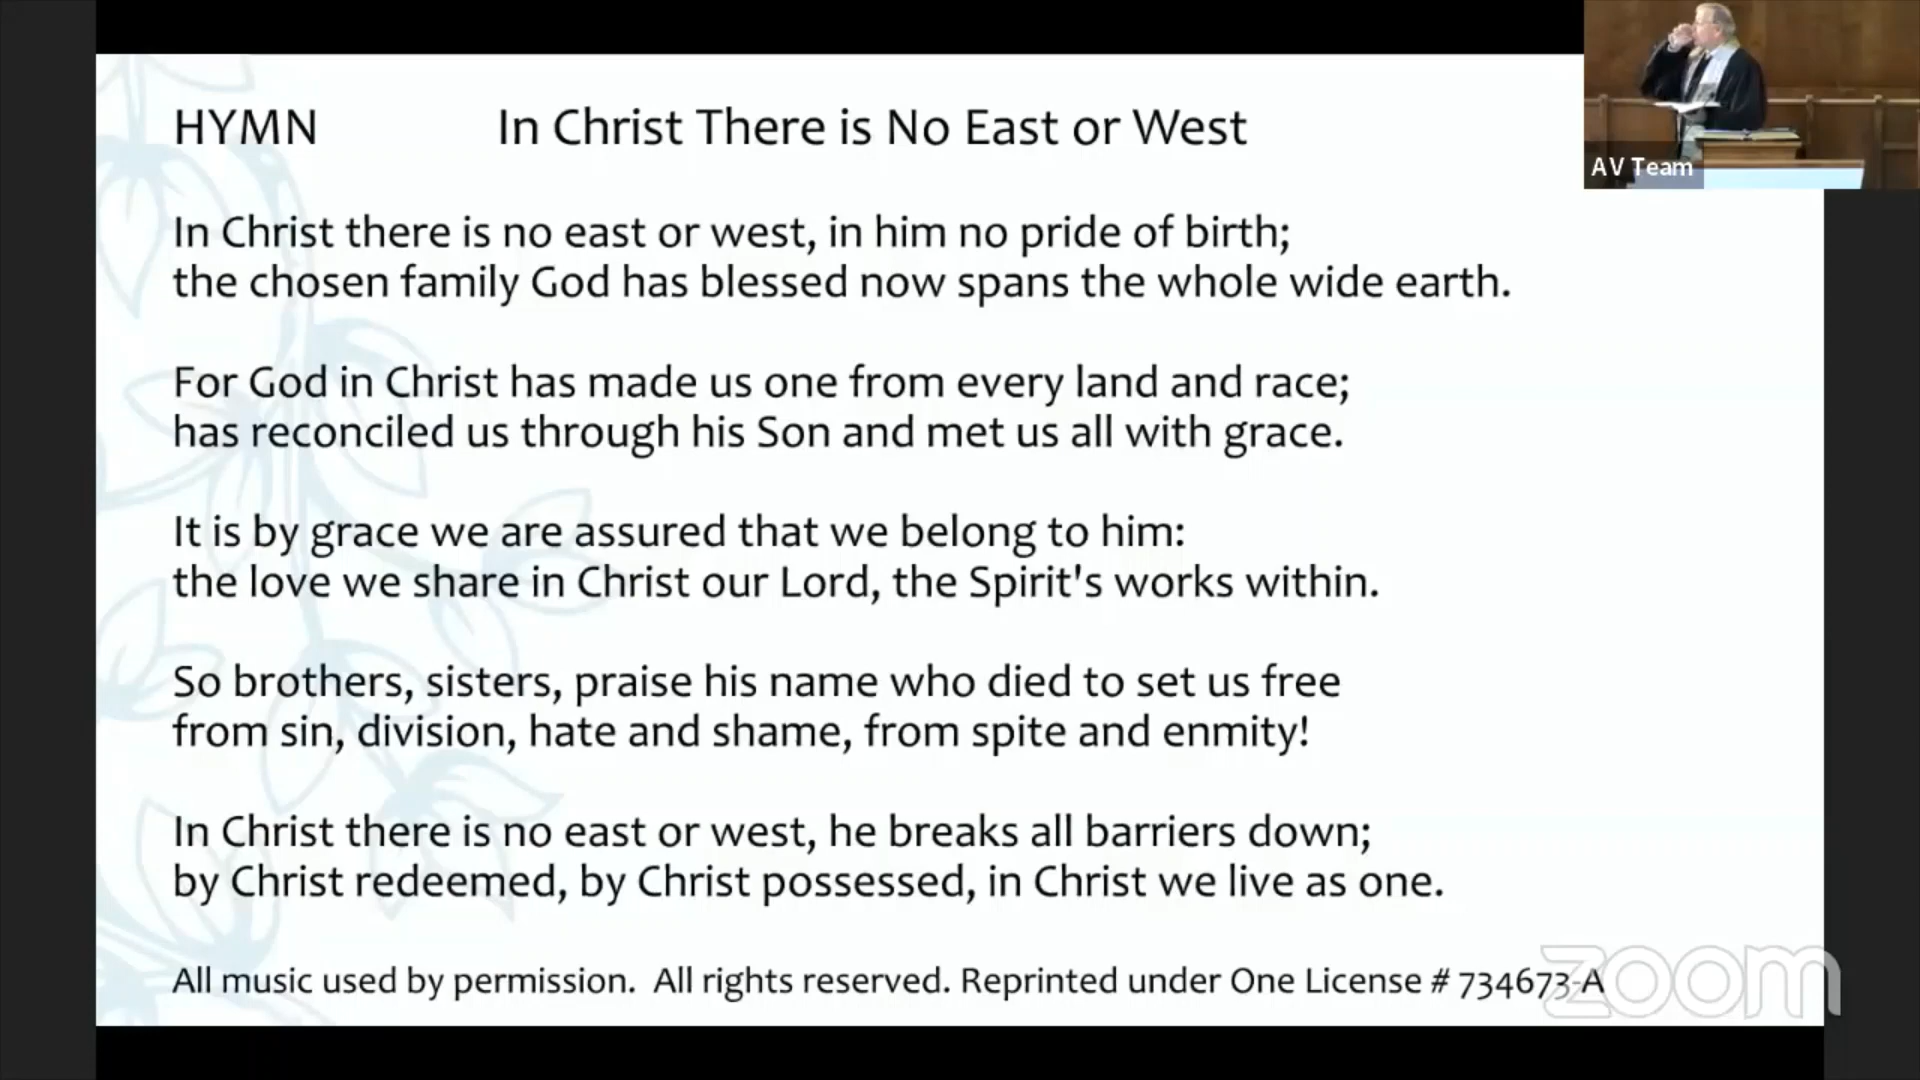 HYMN In Christ There is No East or West
AV Team
In Christ there is no east or west, in him no pride of birth;
the chosen family God has blessed now spans the whole wide earth.
For God in Christ has made us one from every land and race;
has reconciled us through his Son and met us all with grace.
It is by grace we are assured that we belong to him:
the love we share in Christ our Lord, the Spirit's works within.
So brothers, sisters, praise his name who died to set us free
from sin, division, hate and shame, from spite and enmity!
In Christ there is no east or west, he breaks all barriers down;
by Christ redeemed, by Christ possessed, in Christ we live as one.
All music used by permission.  All rights reserved. Reprinted under One License # 734673-A
zoom